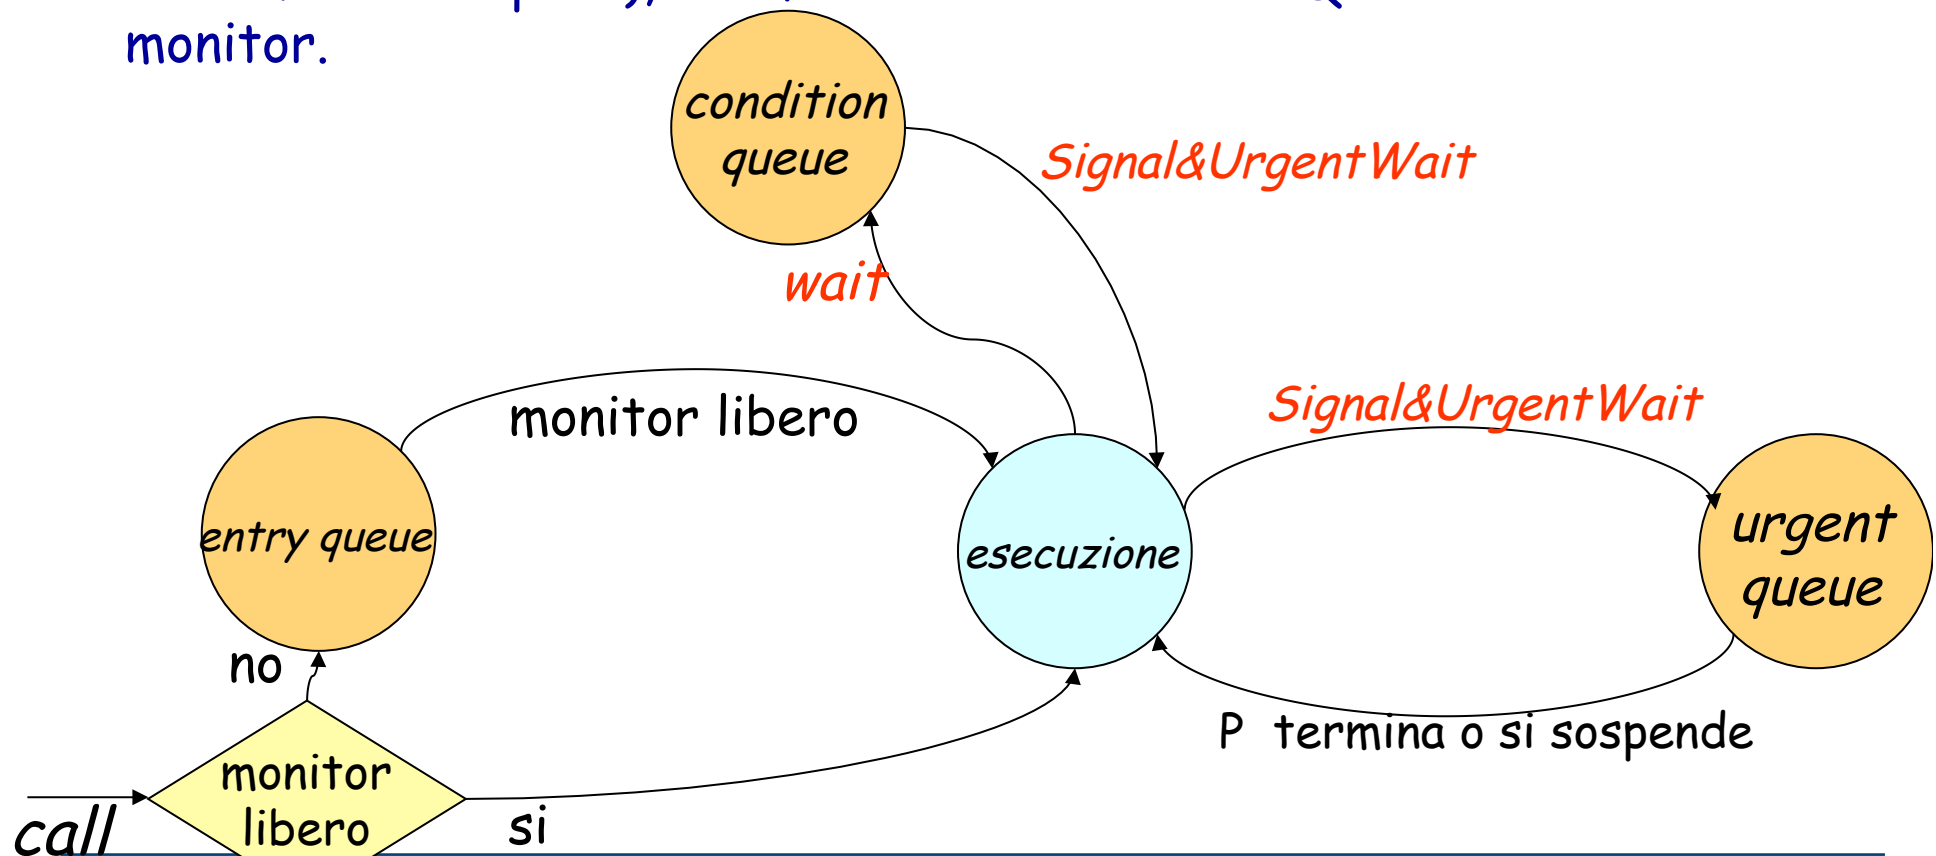 monitor.
condition
queue
Signal&UrgentWait
wait
Signal&UrgentWait
monitor libero
entry queue
esecuzione
urgent
queue
no
P termina o si sospende
monitor
libero
call
si